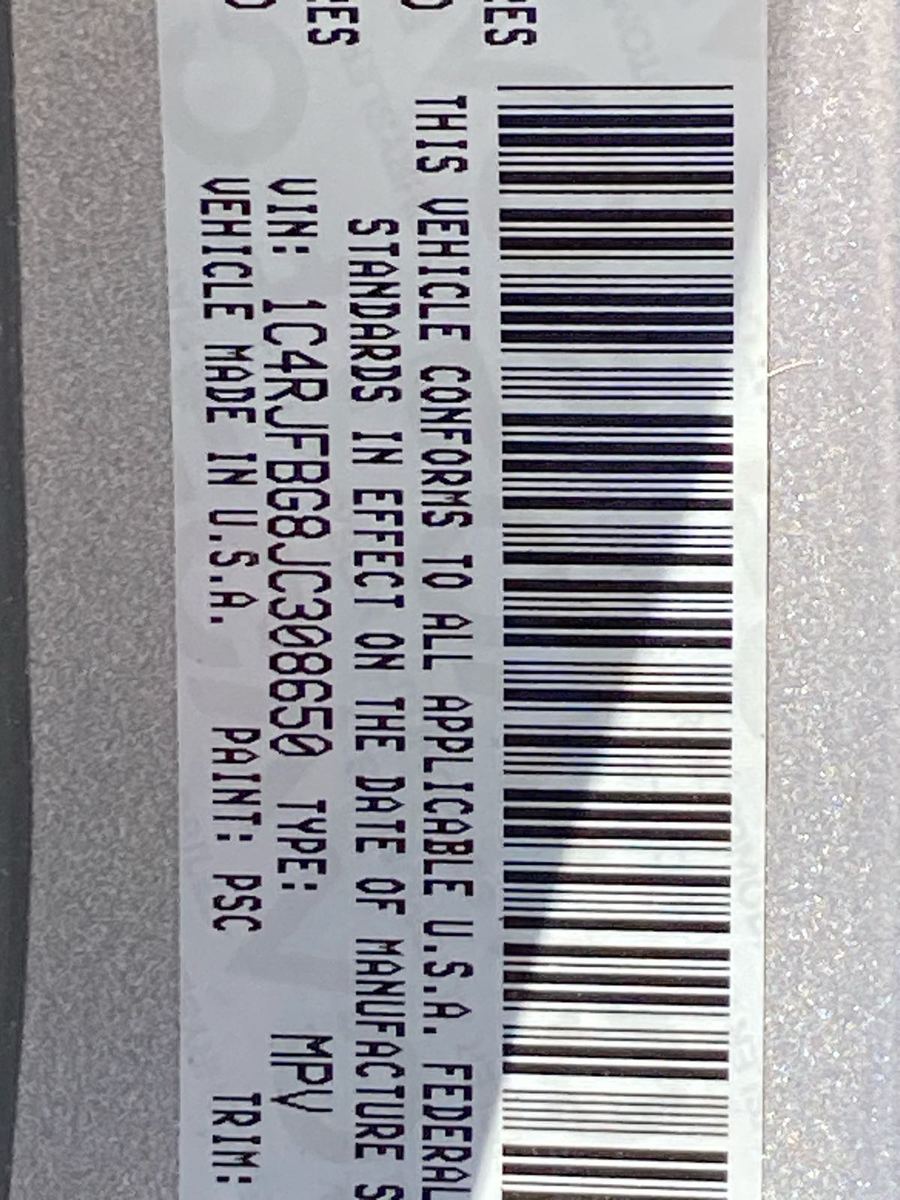 THIS VEHICLE CONFORMS TO ALL APPLICABLE U.S.A. FEDERAL
STANDARDS IN EFFECT ON THE DATE OF MANUFACTURE
VIN: 1C4RJFBG8JC308650 TYPE: MPV
VEHICLE MADE IN U.S.A. PAINT: PSC TRIM: